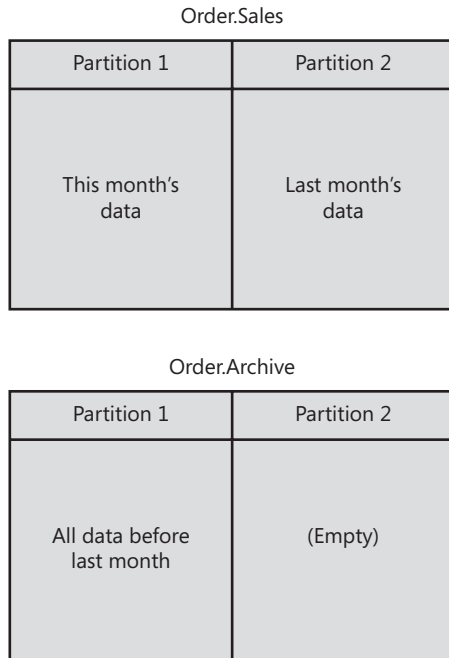 Order.Sales
Partition 1 Partition 2
This month’s
data
Last month’s
data
Order.Archive
Partition 1 Partition 2
All data before
last month
(Empty)